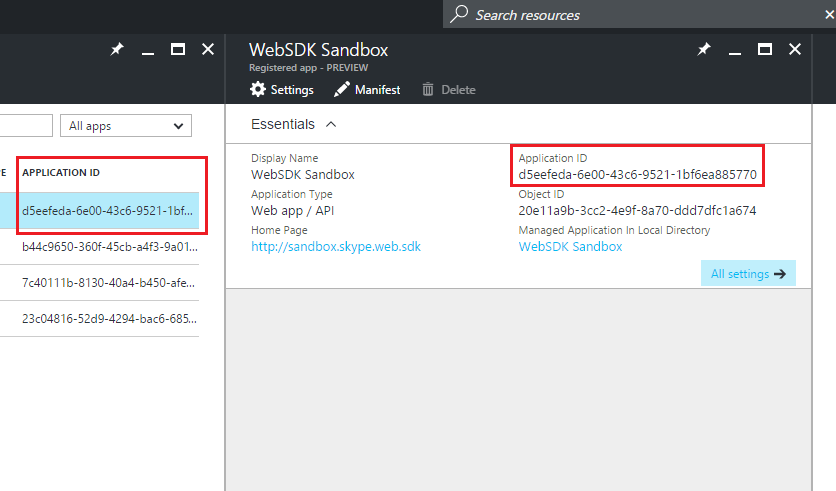 Search resources
WebSDK Sandbox
Registered app - PREVIEW
Settings
Manifest
Delete
All apps
PE
APPLICATION ID
d5eefeda-6e00-43c6-9521-1bf...
b44c9650-360f-45cb-a4f3-9a01...
7c40111b-8130-40a4-b450-afe...
23c04816-52d9-4294-bac6-685...
Essentials
Display Name
WebSDK Sandbox
Application Type
Web app / API
Home Page
http://sandbox.skype.web.sdk
Application ID
d5eefeda-6e00-43c6-9521-1bf6ea885770
Object ID
20e11a9b-3cc2-4e9f-8a70-ddd7dfc1a674
Managed Application In Local Directory
WebSDK Sandbox
All settings